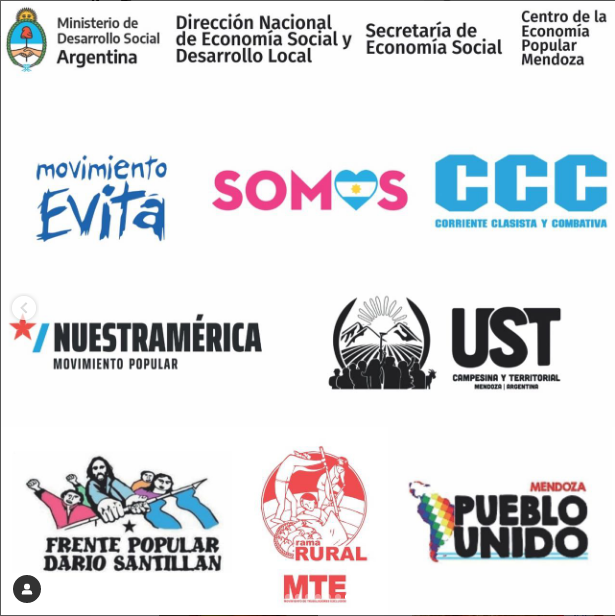 Ministerio de
Desarrollo Social
Argentina
Dirección Nacional
de Economía Social y
Desarrollo Local
Secretaría de
Economía Social
Centro de la
Economía
Popular
Mendoza
movimiento
Evita
SOMOS
CCC
CORRIENTE CLASISTA Y COMBATIVA
NUESTRAMÉRICA
MOVIMIENTO POPULAR
UST
CAMPESINA Y TERRITORIAL
MENDOZA | ARGENTINA
FRENTE POPULAR
DARIO SANTILLAN
rama
RURAL
MTE
MENDOZA
PUEBLO
UNIDO